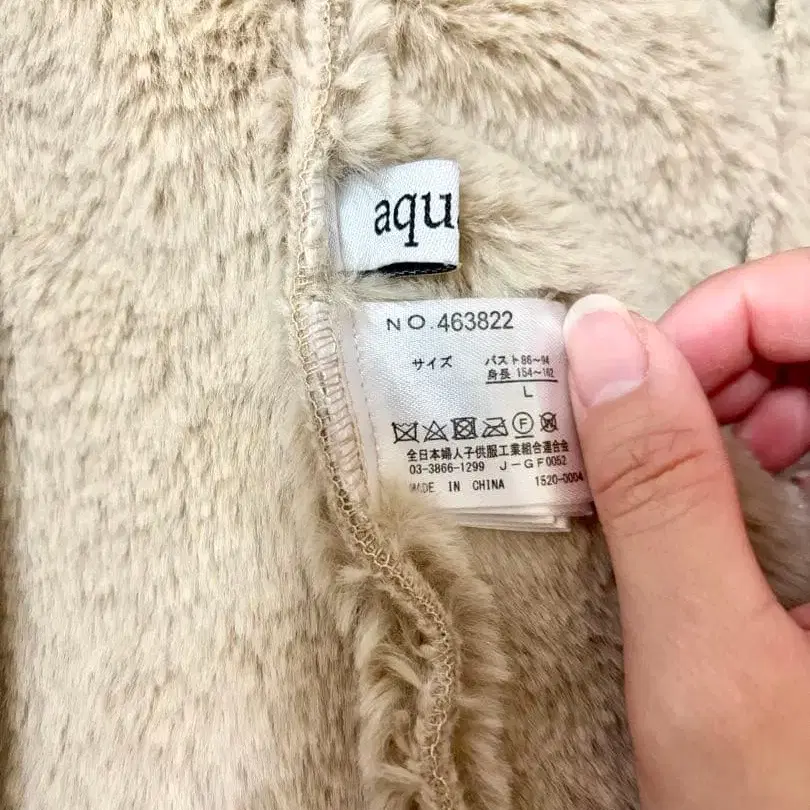 aqu
NO.463822
サイズ バスト86~94
身長 154~162
L
全日本婦人子供服工業組合連合会
03-3866-1299 J-GF0052
MADE IN CHINA 1520-0004